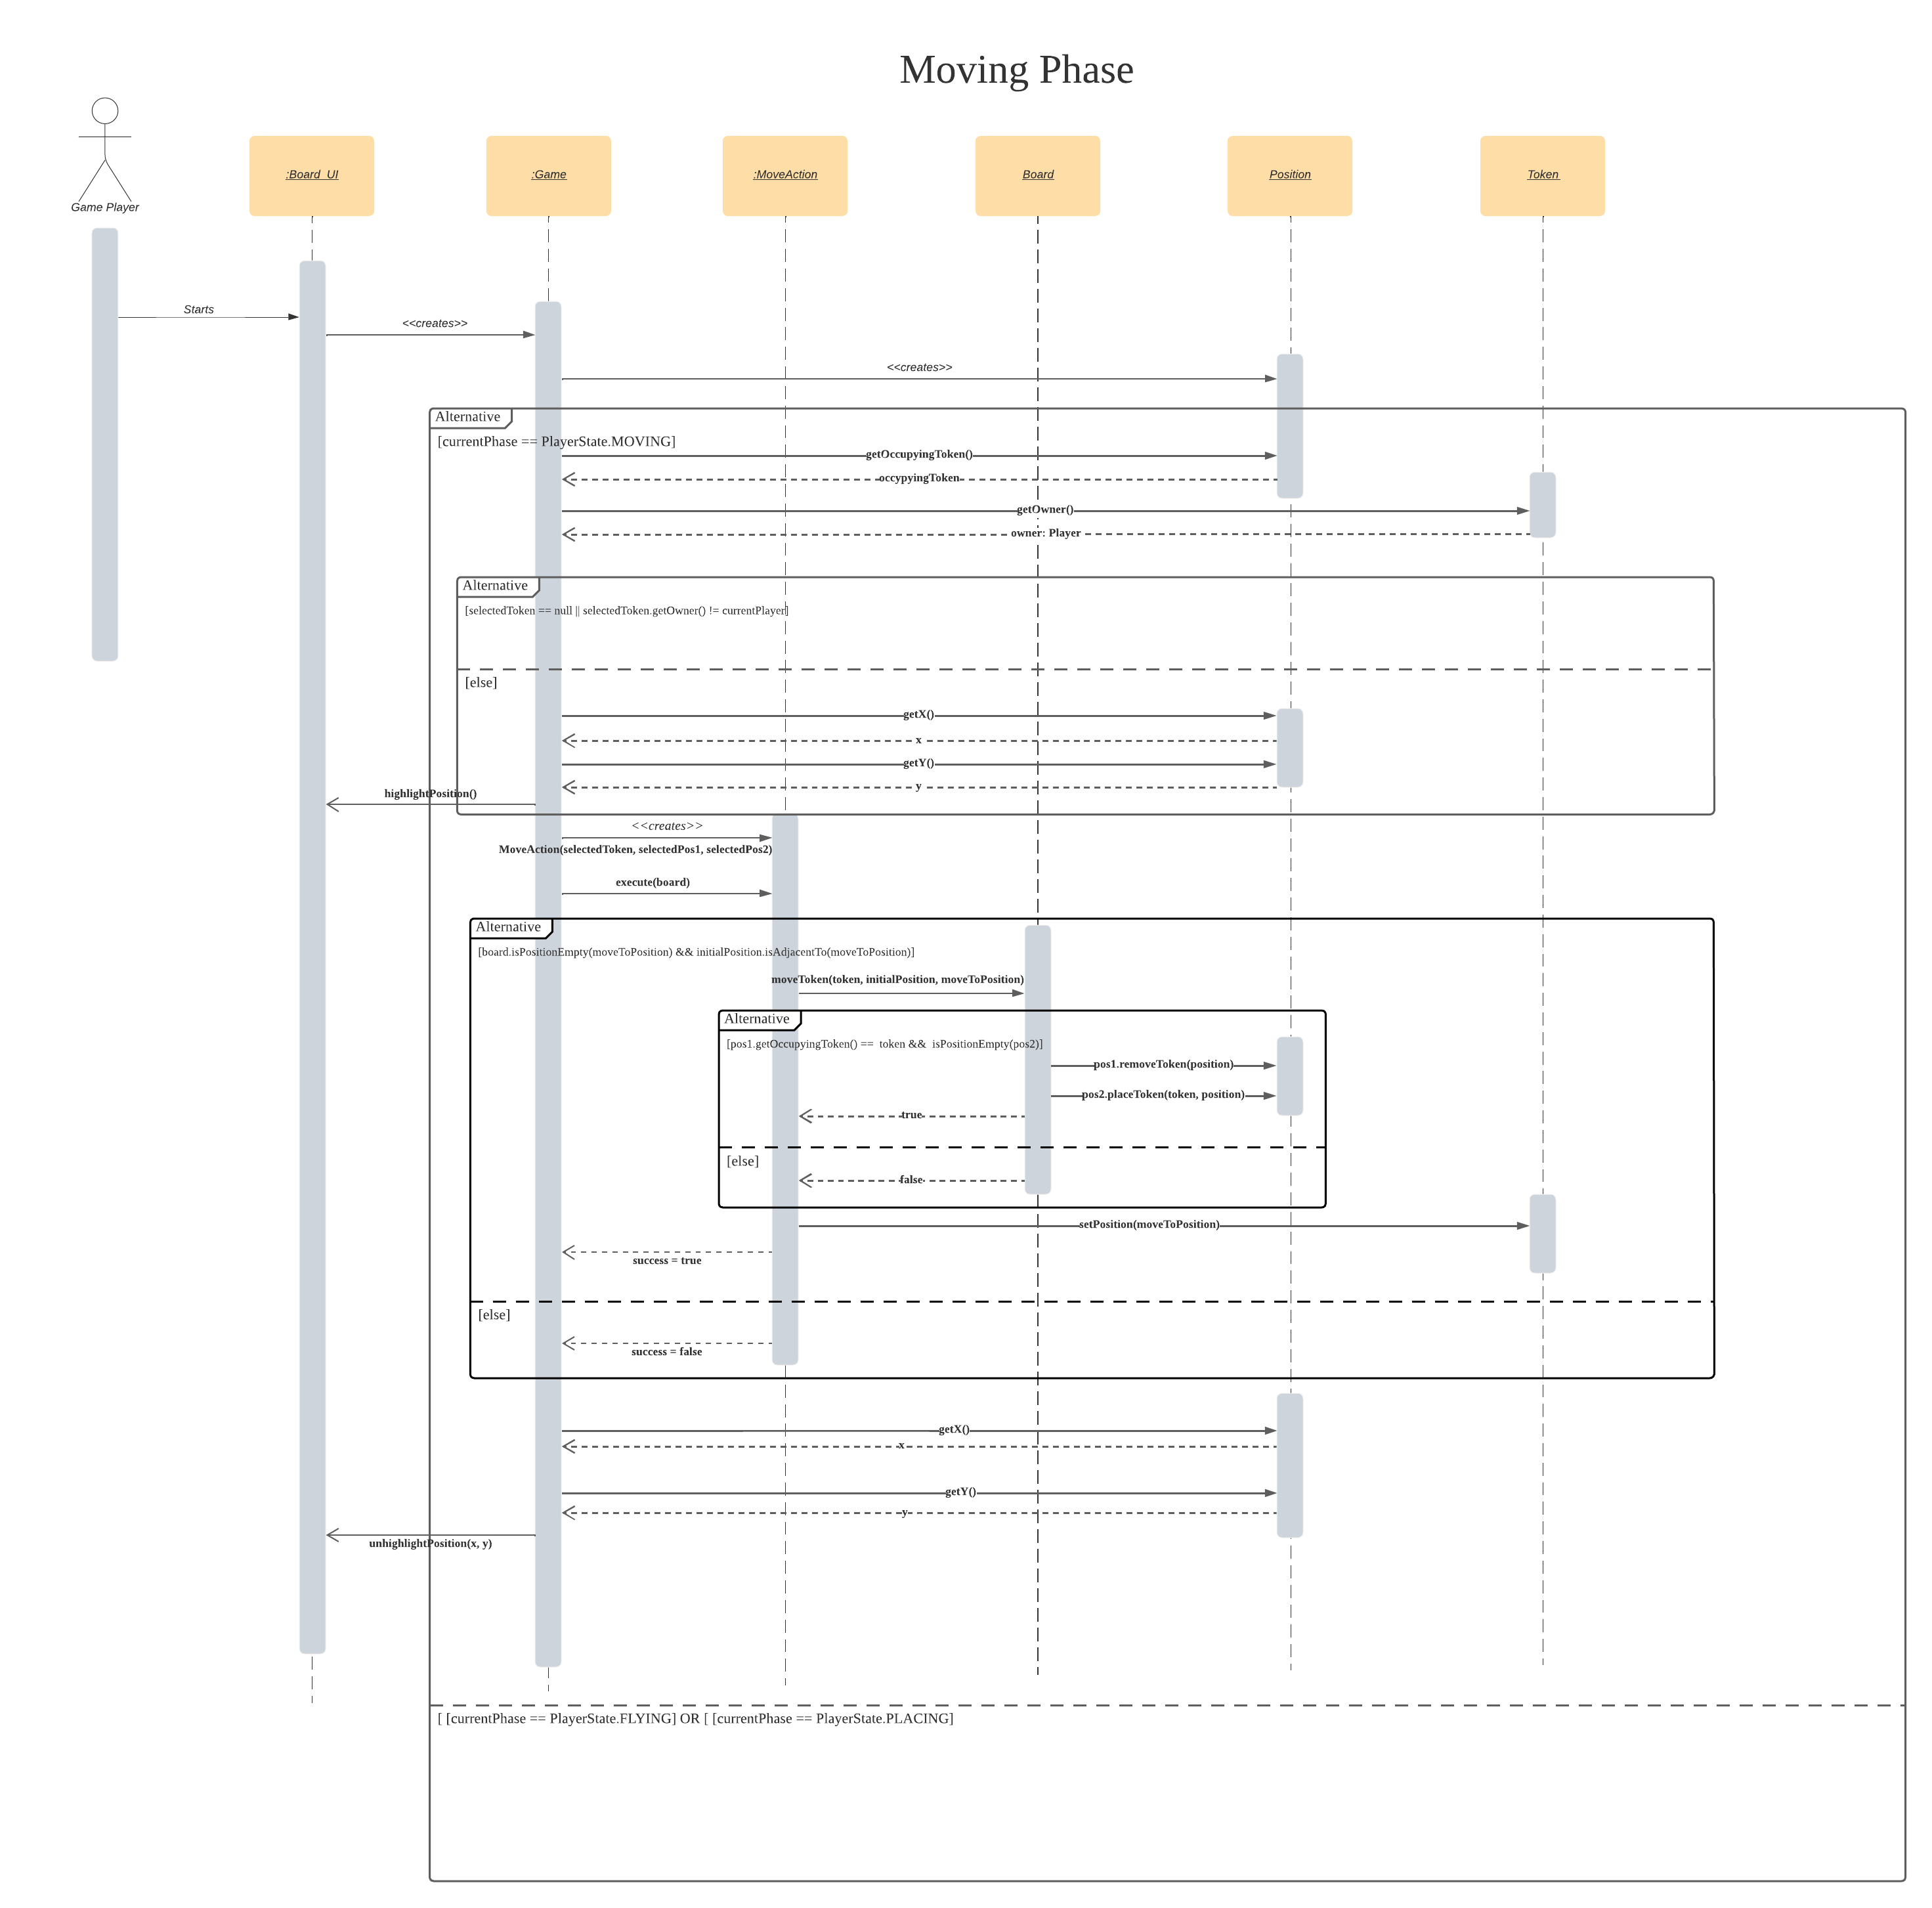 Moving Phase
Game Player
:Board_UI
:Game
:MoveAction
Board
Position
Token
Starts
<<creates>>
<<creates>>
Alternative
[currentPhase == PlayerState.MOVING]
getOccupyingToken()
occypyingToken
getOwner()
owner: Player
Alternative
[selectedToken == null || selectedToken.getOwner() != currentPlayer]
[else]
getX()
x
getY()
y
highlightPosition()
<<creates>>
MoveAction(selectedToken, selectedPos1, selectedPos2)
execute(board)
Alternative
[board.isPositionEmpty(moveToPosition) && initialPosition.isAdjacentTo(moveToPosition)]
moveToken(token, initialPosition, moveToPosition)
Alternative
[pos1.getOccupyingToken() == token && isPositionEmpty(pos2)]
pos1.removeToken(position)
pos2.placeToken(token, position)
true
[else]
false
setPosition(moveToPosition)
success = true
[else]
success = false
getX()
x
getY()
y
unhighlightPosition(x, y)
[ [currentPhase == PlayerState.FLYING] OR [ [currentPhase == PlayerState.PLACING]